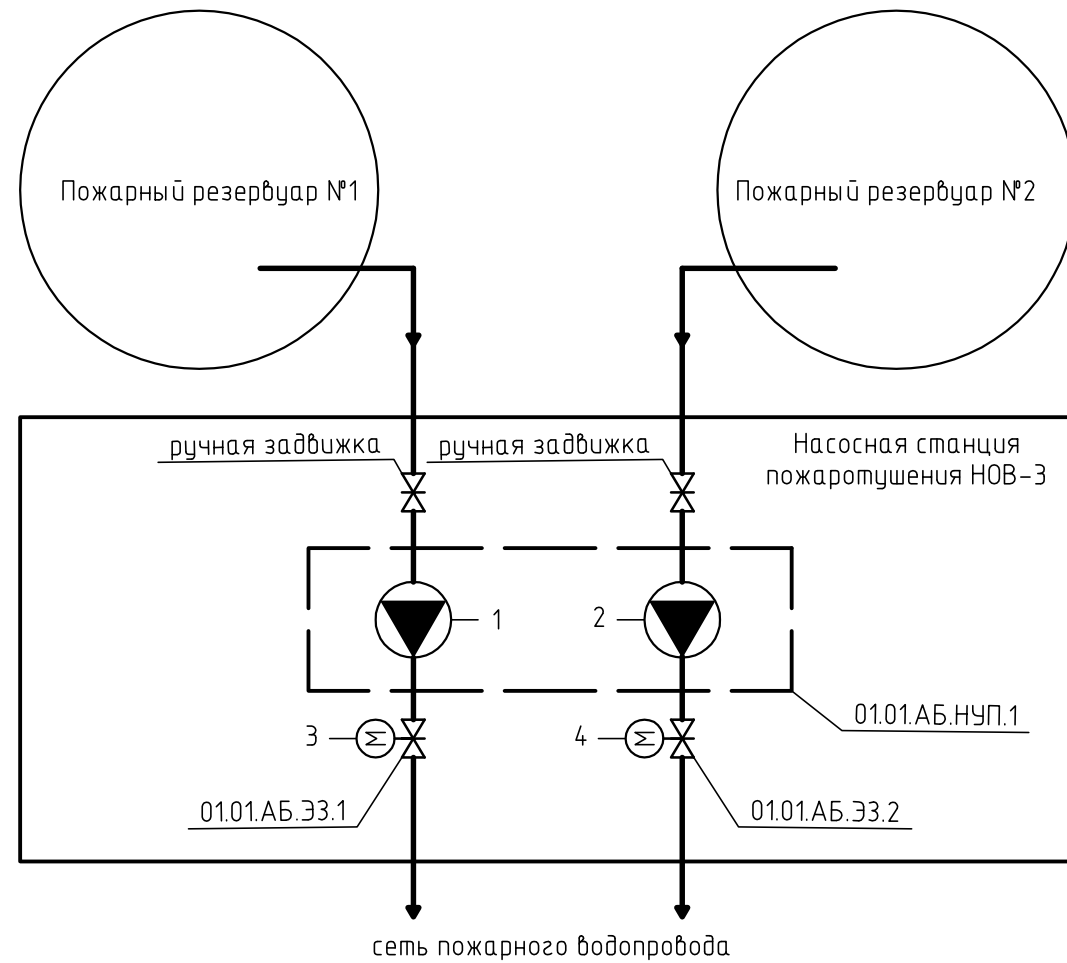 Пожарный резервуар №1
Пожарный резервуар №2
ручная задвижка
ручная задвижка
Насосная станция
пожаротушения НОВ-3
1
2
01.01.АБ.НУП.1
3
М
4
М
01.01.АБ.ЭЗ.1
01.01.АБ.ЭЗ.2
сеть пожарного водопровода